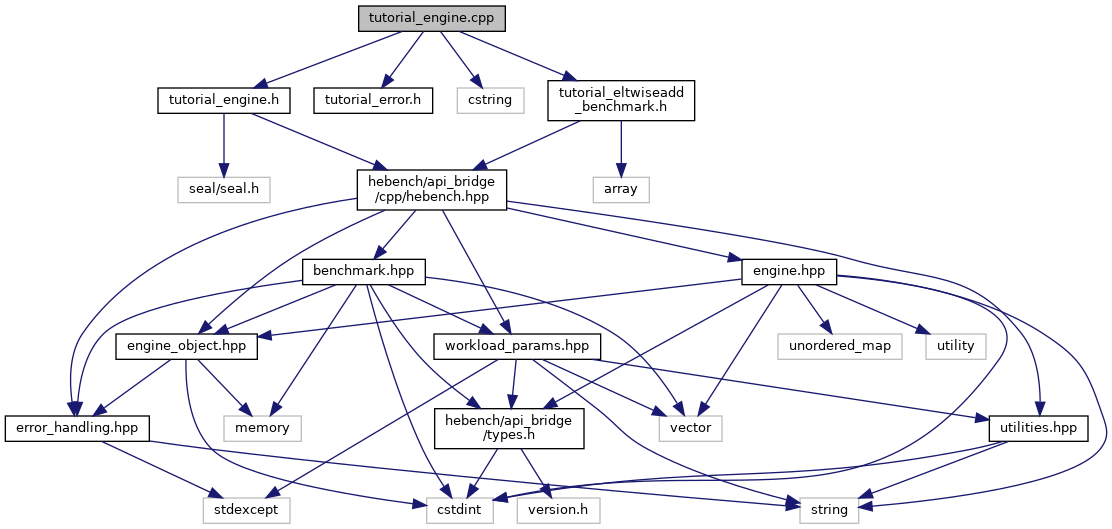 tutorial_engine.cpp
tutorial_engine.h
tutorial_error.h
cstring
tutorial_eltwiseadd
_benchmark.h
seal/seal.h
hebench/api_bridge
/cpp/hebench.hpp
array
benchmark.hpp
engine.hpp
engine_object.hpp
workload_params.hpp
unordered_map
utility
error_handling.hpp
memory
hebench/api_bridge
/types.h
vector
utilities.hpp
stdexcept
cstdint
version.h
string